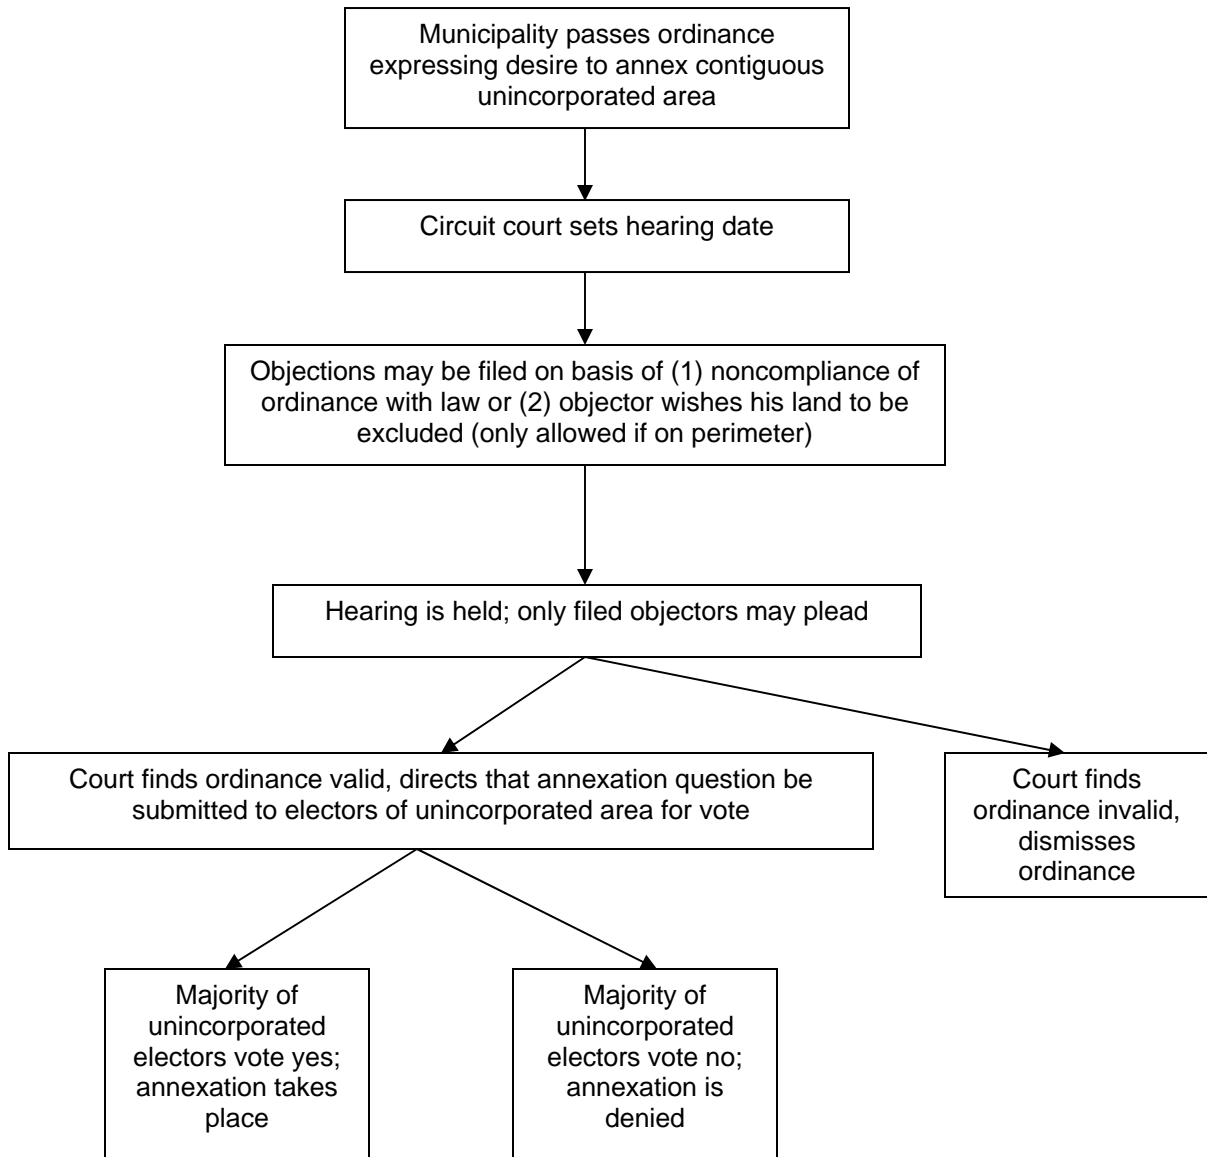 Municipality passes ordinance
expressing desire to annex contiguous
unincorporated area
Circuit court sets hearing date
Objections may be filed on basis of (1) noncompliance of
ordinance with law or (2) objector wishes his land to be
excluded (only allowed if on perimeter)
Hearing is held; only filed objectors may plead
Court finds ordinance valid, directs that annexation question be
submitted to electors of unincorporated area for vote
Court finds
ordinance invalid,
dismisses
ordinance
Majority of
unincorporated
electors vote yes;
annexation takes
place
Majority of
unincorporated
electors vote no;
annexation is
denied